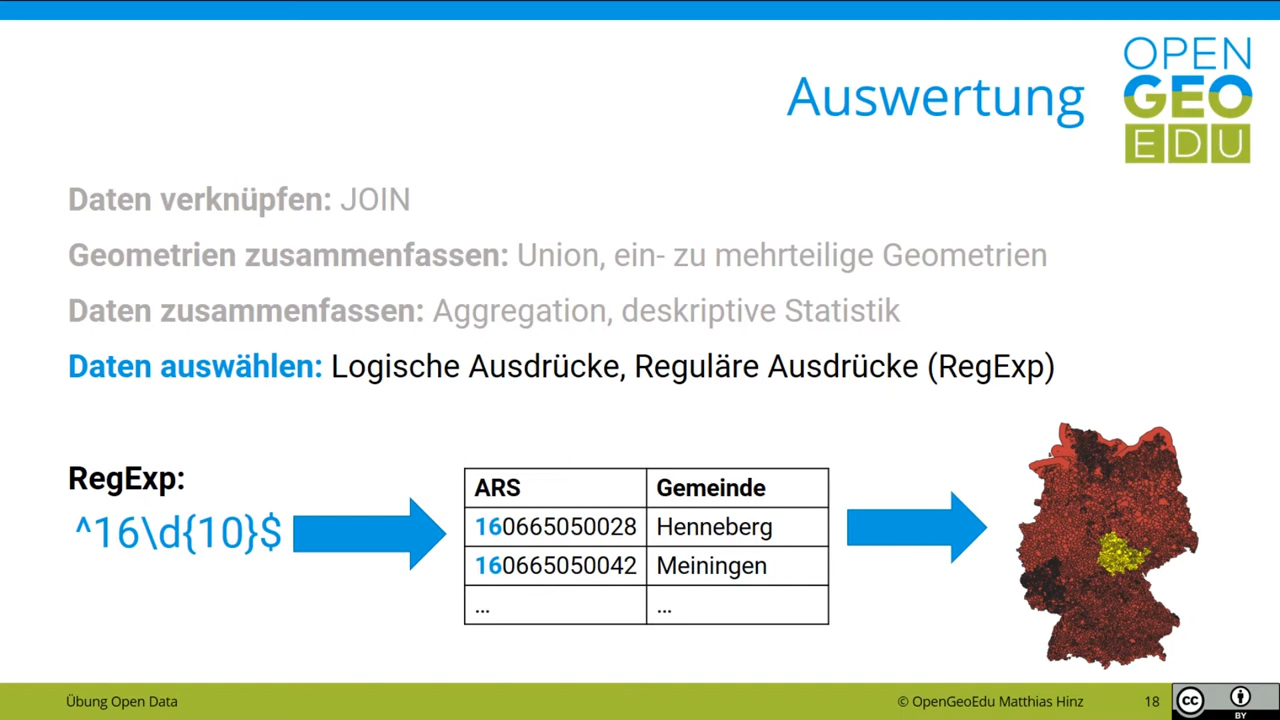 OPEN
GEO
EDU
Auswertung
Daten verknüpfen: JOIN
Geometrien zusammenfassen: Union, ein- zu mehrteilige Geometrien
Daten zusammenfassen: Aggregation, deskriptive Statistik
Daten auswählen: Logische Ausdrücke, Reguläre Ausdrücke (RegExp)
RegExp:
^16\d{10}$
ARS Gemeinde
160665050028 Henneberg
160665050042 Meiningen
... ...
Übung Open Data © OpenGeoEdu Matthias Hinz 18
cc BY